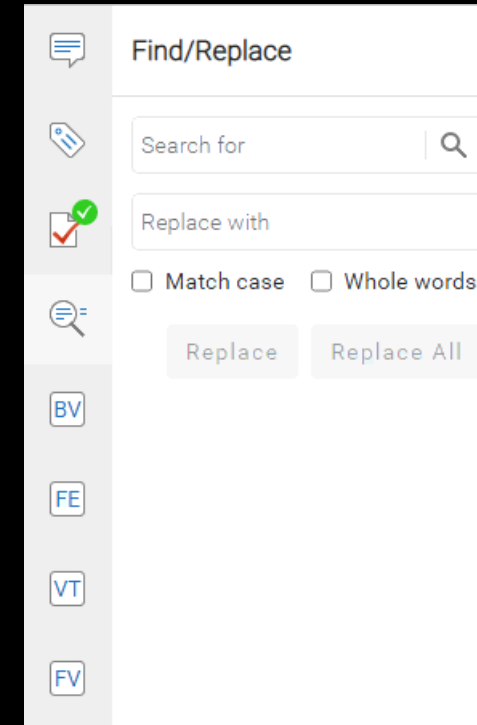 Find/Replace
Search for
Replace with
Match case Whole words
Replace Replace All
BV
FE
VT
FV